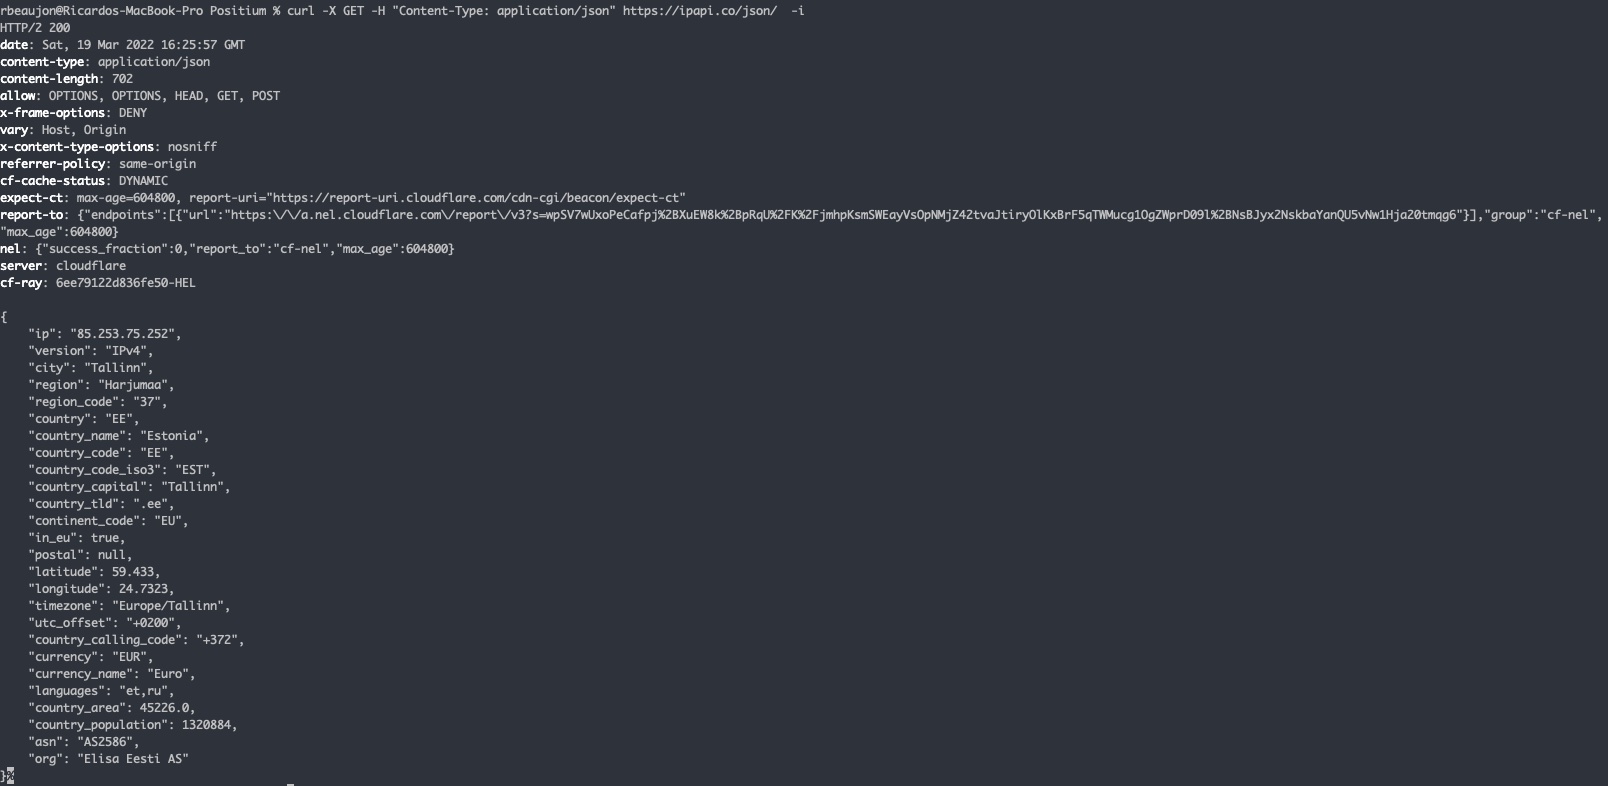 rbeaujon@Ricardos-MacBook-Pro Positium % curl -X GET -H "Content-Type: application/json" https://ipapi.co/json/  -i
HTTP/2 200
date: Sat, 19 Mar 2022 16:25:57 GMT
content-type: application/json
content-length: 702
allow: OPTIONS, OPTIONS, HEAD, GET, POST
x-frame-options: DENY
vary: Host, Origin
x-content-type-options: nosniff
referrer-policy: same-origin
cf-cache-status: DYNAMIC
expect-ct: max-age=604800, report-uri="https://report-uri.cloudflare.com/cdn-cgi/beacon/expect-ct"
report-to: {"endpoints":[{"url":"https:\/\/a.nel.cloudflare.com\/report\/v3?s=wpSV7wUxoPeCafpj%2BXuEW8k%2BpRqU%2FK%2FjmhpKsmSWEayVsOpNMjZ42tvaJtiryOlKxBrF5qTWMucg1OgZWprD09l%2BNsBJyx2NskbaYanQU5vNw1Hja20tmqg6"}],"group":"cf-nel",
"max_age":604800}
nel: {"success_fraction":0,"report_to":"cf-nel","max_age":604800}
server: cloudflare
cf-ray: 6ee79122d836fe50-HEL
{
    "ip": "85.253.75.252",
    "version": "IPv4",
    "city": "Tallinn",
    "region": "Harjumaa",
    "region_code": "37",
    "country": "EE",
    "country_name": "Estonia",
    "country_code": "EE",
    "country_code_iso3": "EST",
    "country_capital": "Tallinn",
    "country_tld": ".ee",
    "continent_code": "EU",
    "in_eu": true,
    "postal": null,
    "latitude": 59.433,
    "longitude": 24.7323,
    "timezone": "Europe/Tallinn",
    "utc_offset": "+0200",
    "country_calling_code": "+372",
    "currency": "EUR",
    "currency_name": "Euro",
    "languages": "et,ru",
    "country_area": 45226.0,
    "country_population": 1320884,
    "asn": "AS2586",
    "org": "Elisa Eesti AS"
}%